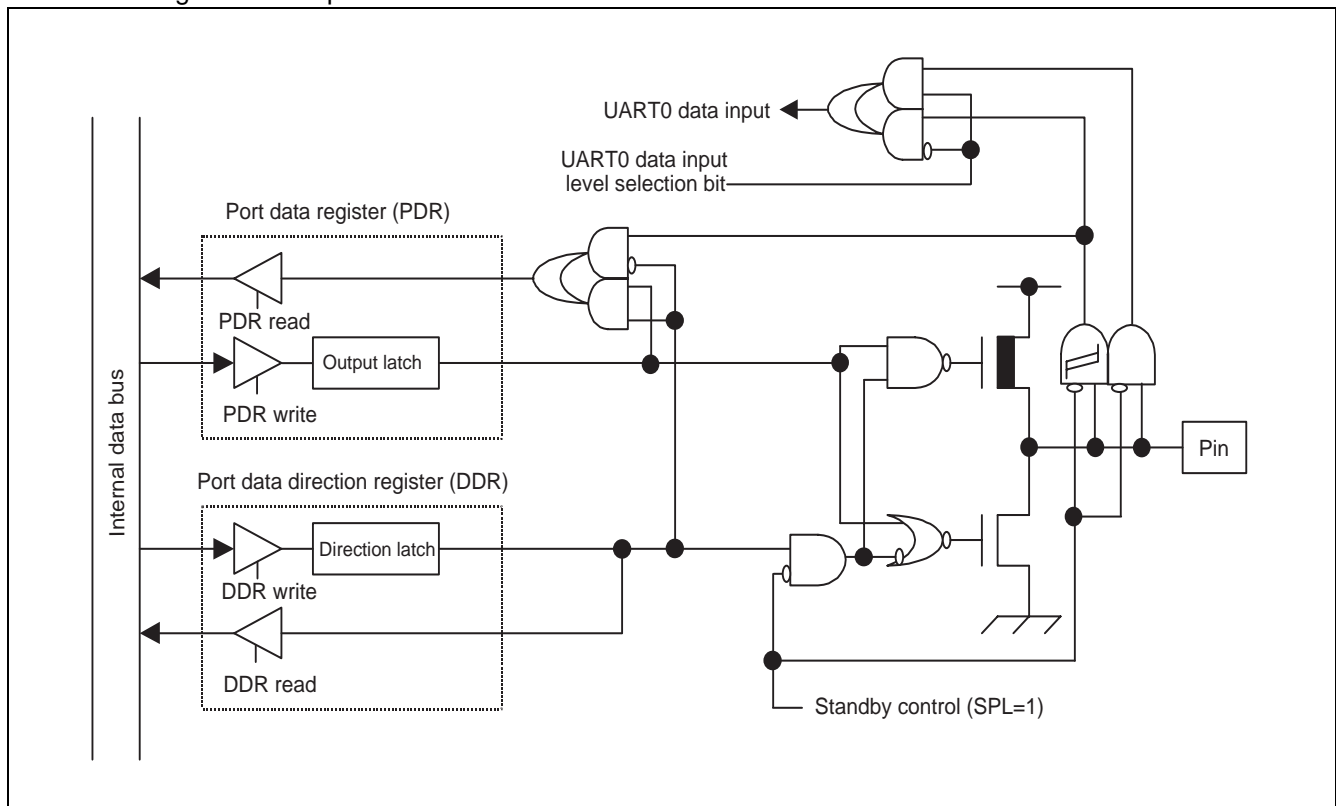 UART0 data input
UART0 data input
level selection bit
Port data register (PDR)
PDR read
Output latch
PDR write
Internal data bus
Pin
Port data direction register (DDR)
Direction latch
DDR write
DDR read
Standby control (SPL=1)